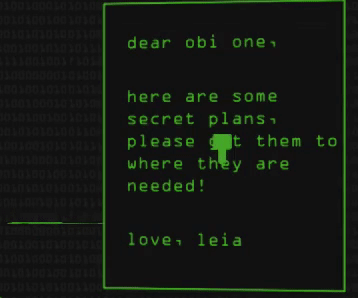 dear obi one,
here are some
secret plans,
please get them to
where they are
needed!
love, leia